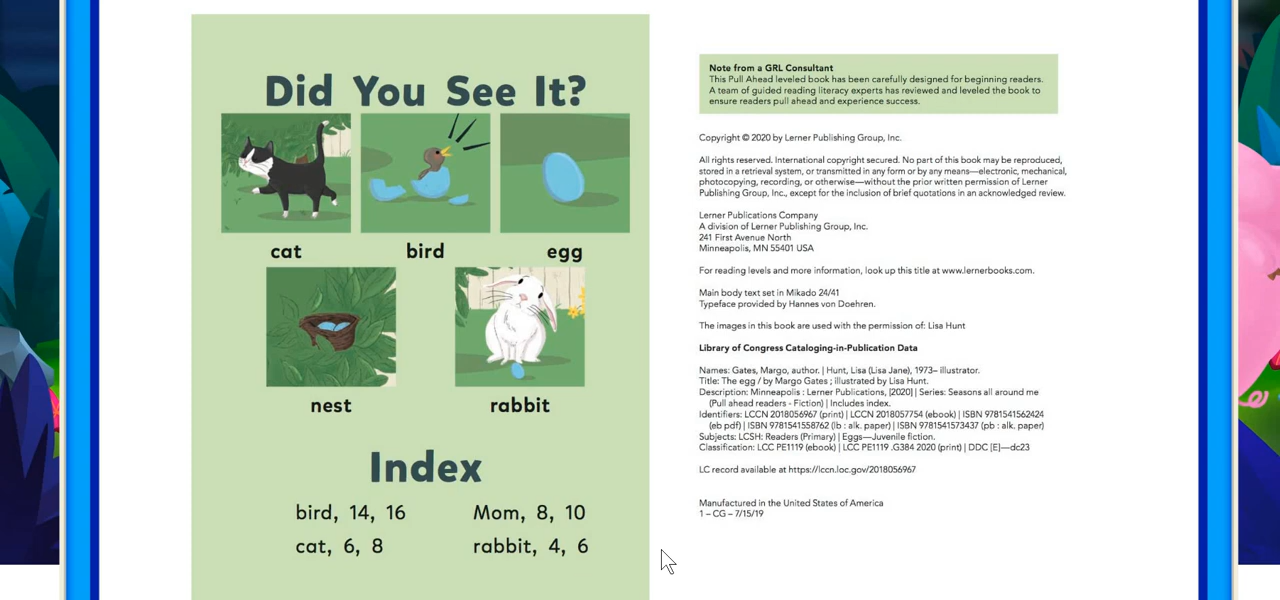 Did You See It?
cat
bird
egg
nest
rabbit
Index
bird, 14, 16
cat, 6, 8
Mom, 8, 10
rabbit, 4, 6
Note from a GRL Consultant
This Pull Ahead leveled book has been carefully designed for beginning readers.
A team of guided reading literacy experts has reviewed and leveled the book to
ensure readers pull ahead and experience success.
Copyright © 2020 by Lerner Publishing Group, Inc.
All rights reserved. International copyright secured. No part of this book may be reproduced,
stored in a retrieval system, or transmitted in any form or by any means—electronic, mechanical,
photocopying, recording, or otherwise—without the prior written permission of Lerner
Publishing Group, Inc., except for the inclusion of brief quotations in an acknowledged review.
Lerner Publications Company
A division of Lerner Publishing Group, Inc.
241 First Avenue North
Minneapolis, MN 55401 USA
For reading levels and more information, look up this title at www.lernerbooks.com.
Main body text set in Mikado 24/41
Typeface provided by Hannes von Doehren.
The images in this book are used with the permission of: Lisa Hunt
Library of Congress Cataloging-in-Publication Data
Names: Gates, Margo, author. | Hunt, Lisa (Lisa Jane), 1973– illustrator.
Title: The egg / by Margo Gates ; illustrated by Lisa Hunt.
Description: Minneapolis : Lerner Publications, [2020] | Series: Seasons all around me
(Pull ahead readers - Fiction) | Includes index.
Identifiers: LCCN 2018056967 (print) | LCCN 2018057754 (ebook) | ISBN 9781541562424
(eb pdf) | ISBN 9781541558762 (lb : alk. paper) | ISBN 9781541573437 (pb : alk. paper)
Subjects: LCSH: Readers (Primary) | Eggs—Juvenile fiction.
Classification: LCC PE1119 (ebook) | LCC PE1119 .G384 2020 (print) | DDC [E]—dc23
LC record available at https://lccn.loc.gov/2018056967
Manufactured in the United States of America
1 – CG – 7/15/19